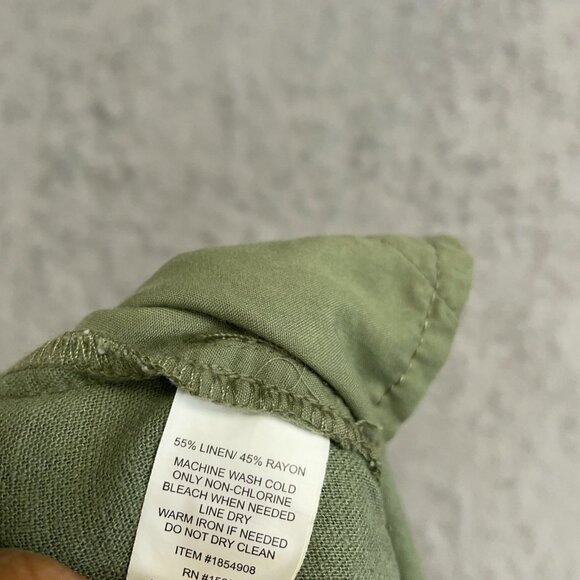 55% LINEN/ 45% RAYON
MACHINE WASH COLD
ONLY NON-CHLORINE
BLEACH WHEN NEEDED
LINE DRY
WARM IRON IF NEEDED
DO NOT DRY CLEAN
ITEM #1854908